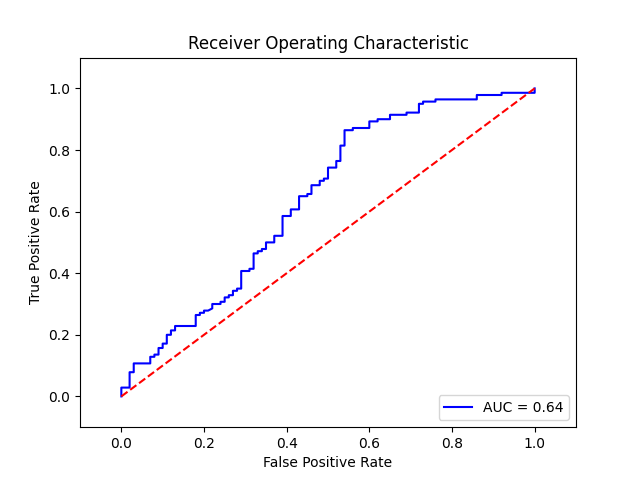 Receiver Operating Characteristic
True Positive Rate
1.0
0.8
0.6
0.4
0.2
0.0
AUC = 0.64
0.0 0.2 0.4 0.6 0.8 1.0
False Positive Rate